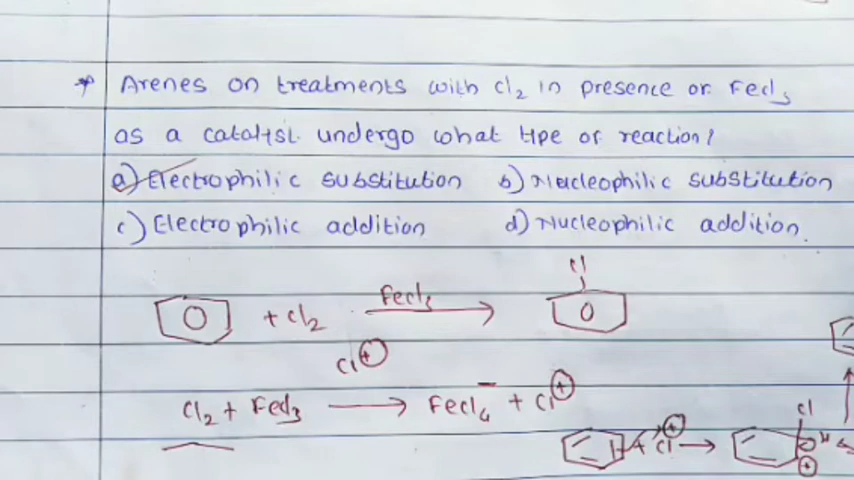 * Arenes on treatments with Cl2 in presence of FeCl3
as a catalyst undergo what type of reaction?
a) Electrophilic substitution b) Nucleophilic substitution
c) Electrophilic addition d) Nucleophilic addition.
Cl
+ Cl2 FeCl3 →
Cl⊕
Cl2 + FeCl3 → FeCl4⁻ + Cl⊕
Cl
H + Cl⊕ → H
⊕